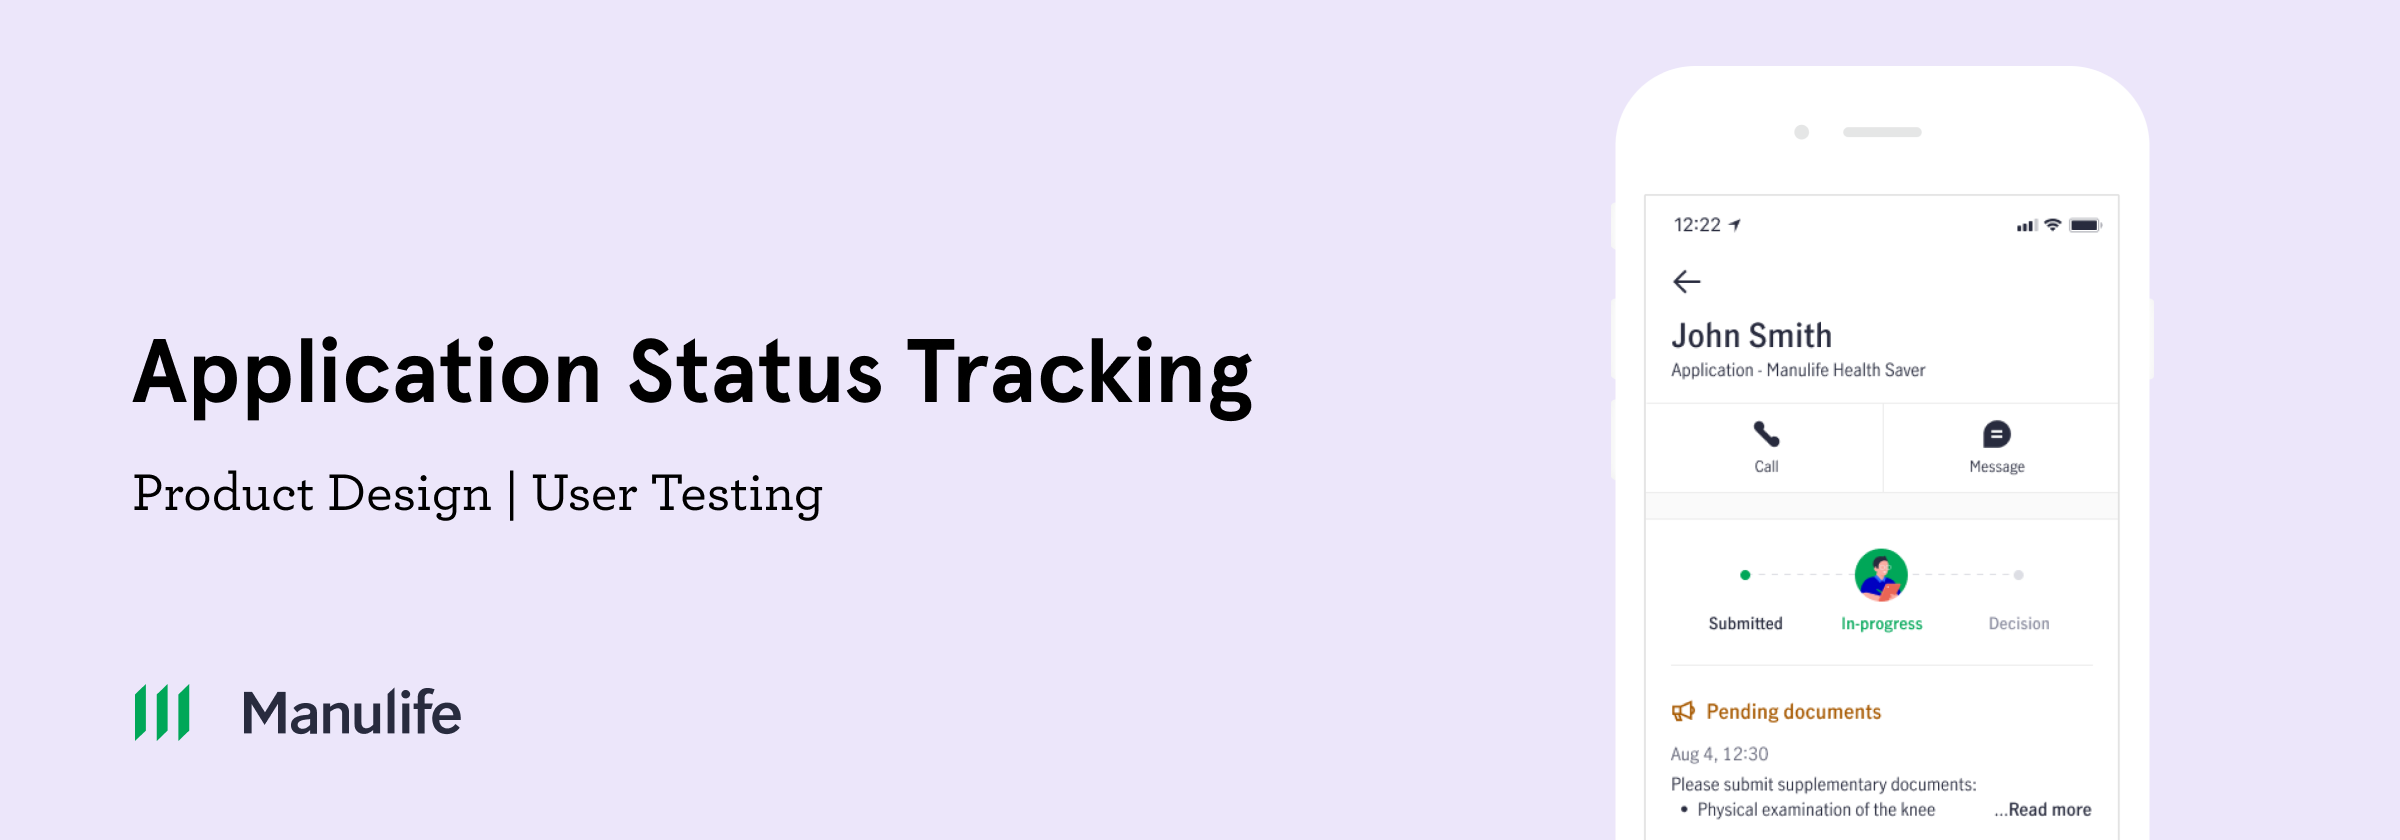 Application Status Tracking
Product Design | User Testing
Manulife
12:22
John Smith
Application - Manulife Health Saver
Call
Message
Submitted
In-progress
Decision
Pending documents
Aug 4, 12:30
Please submit supplementary documents:
• Physical examination of the knee ...Read more